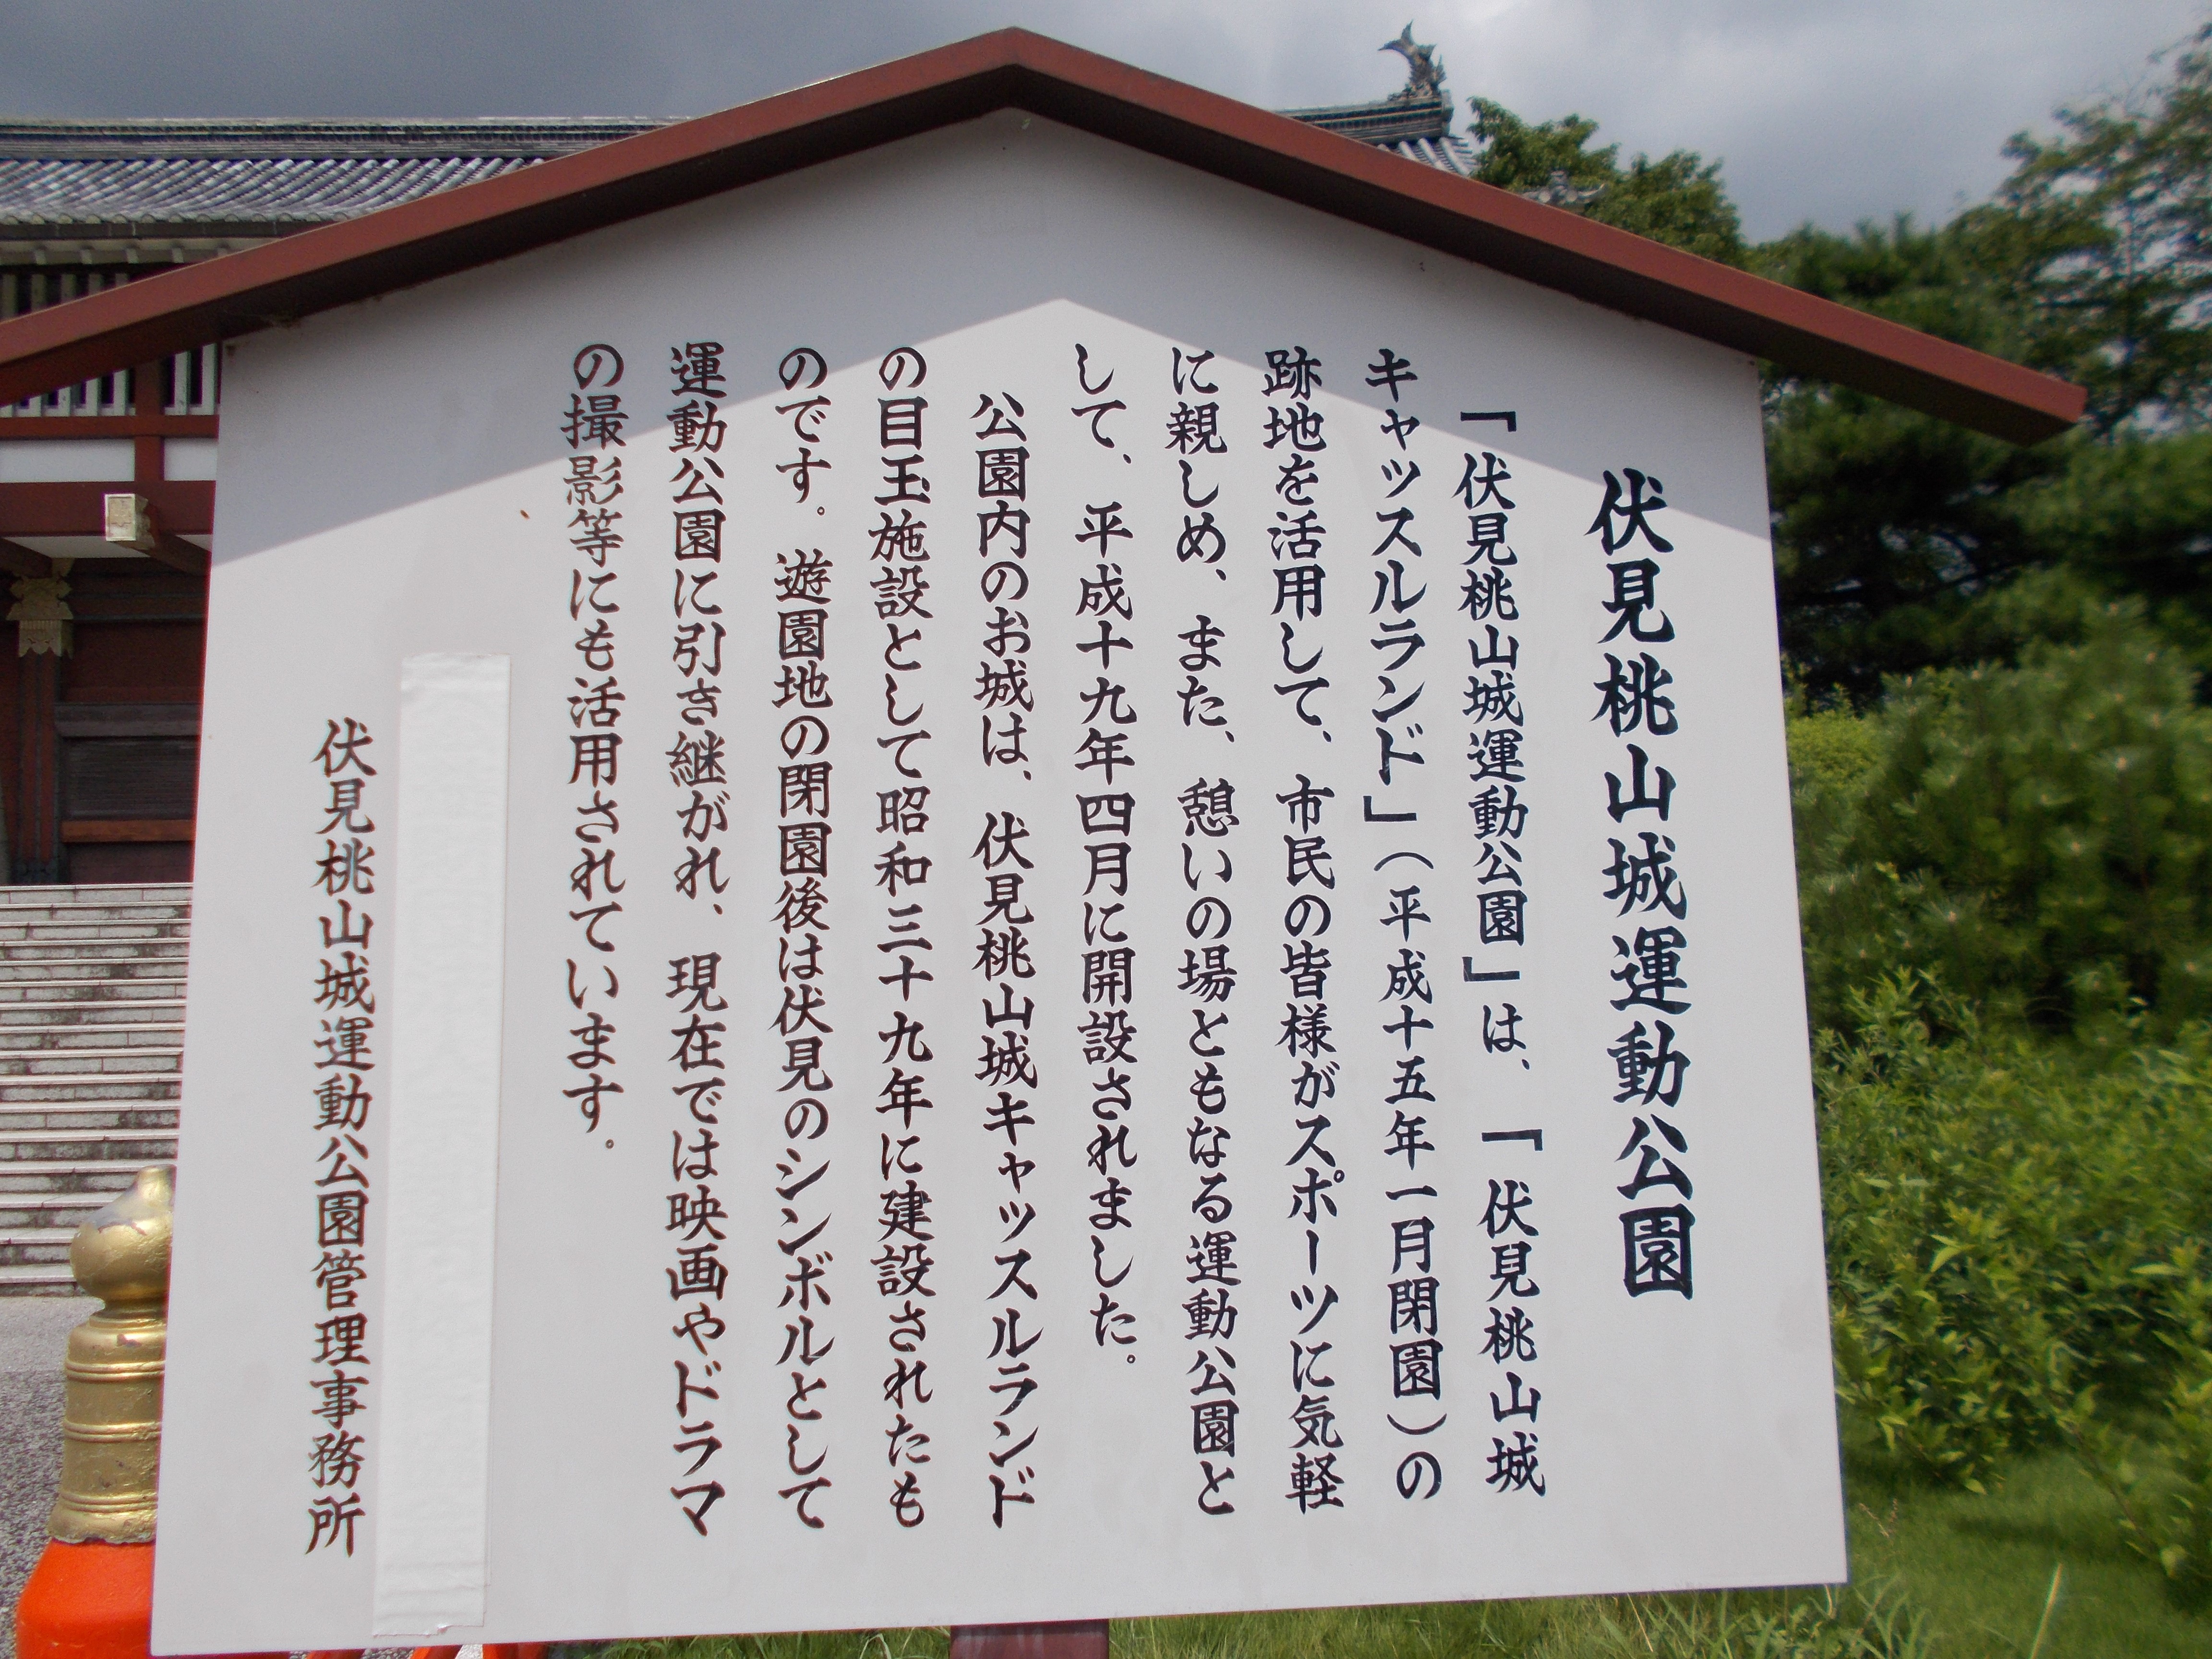 伏見桃山城運動公園
「伏見桃山城運動公園」は、「伏見桃山城
キャッスルランド」（平成十五年一月閉園）の
跡地を活用して、市民の皆様がスポーツに気軽
に親しめ、また、憩いの場ともなる運動公園と
して、平成十九年四月に開設されました。
公園内のお城は、伏見桃山城キャッスルランド
の目玉施設として昭和三十九年に建設されたも
のです。遊園地の閉園後は伏見のシンボルとして
運動公園に引き継がれ、現在では映画やドラマ
の撮影等にも活用されています。
伏見桃山城運動公園管理事務所